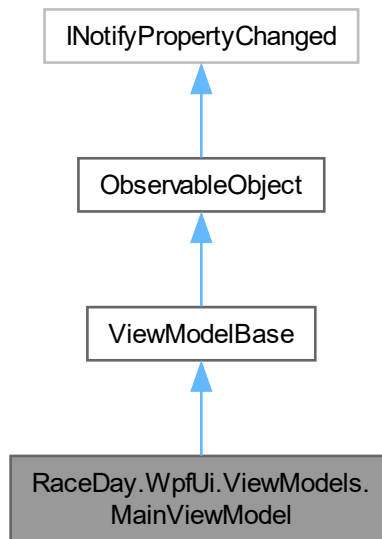 INotifyPropertyChanged
ObservableObject
ViewModelBase
RaceDay.WpfUi.ViewModels.
MainViewModel